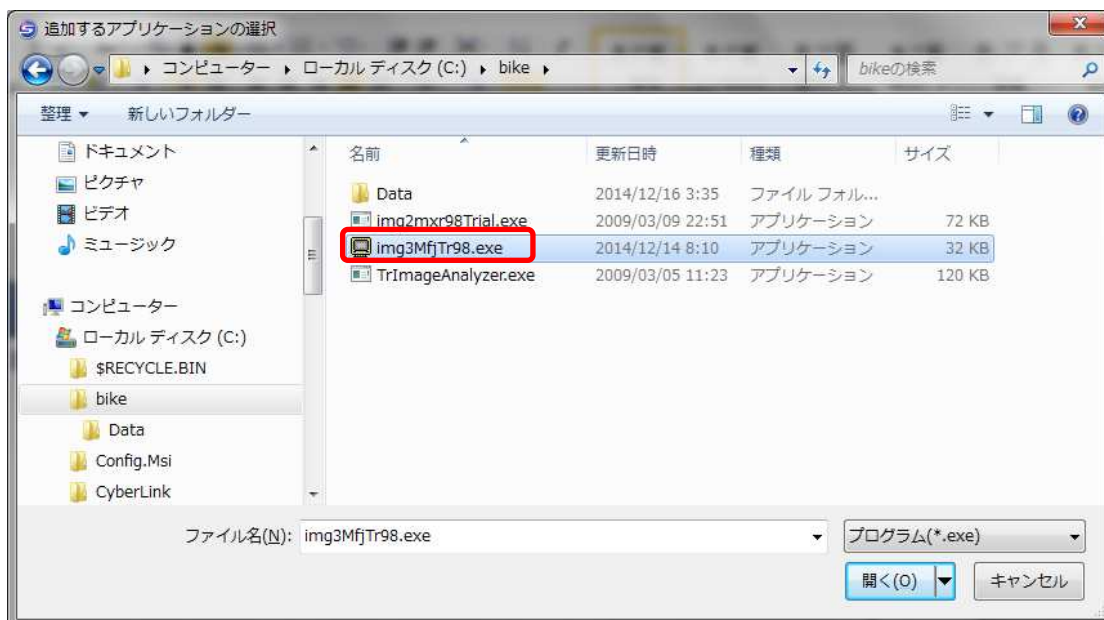 追加するアプリケーションの選択
コンピューター ▸ ローカル ディスク (C:) ▸ bike ▸
bikeの検索
整理 新しいフォルダー
ドキュメント
ピクチャ
ビデオ
ミュージック
コンピューター
ローカル ディスク (C:)
$RECYCLE.BIN
bike
Data
Config.Msi
CyberLink
名前 更新日時 種類 サイズ
Data 2014/12/16 3:35 ファイル フォル...
img2mxr98Trial.exe 2009/03/09 22:51 アプリケーション 72 KB
img3MfjTr98.exe 2014/12/14 8:10 アプリケーション 32 KB
TrImageAnalyzer.exe 2009/03/05 11:23 アプリケーション 120 KB
ファイル名(N): img3MfjTr98.exe プログラム(*.exe)
開く(O) キャンセル